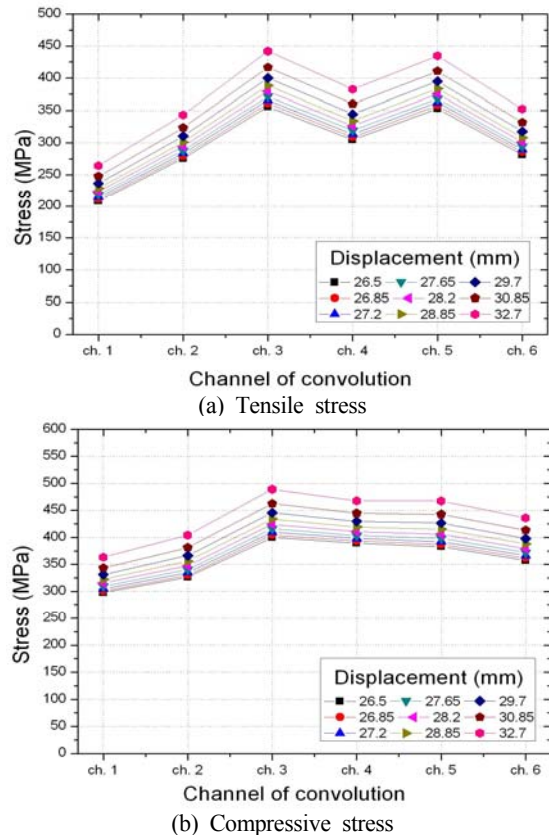 500
450
400
350
300
250
200
150
100
50
0
Stress (MPa)
Displacement (mm)
26.5 27.65 29.7
26.85 28.2 30.85
27.2 28.85 32.7
ch. 1 ch. 2 ch. 3 ch. 4 ch. 5 ch. 6
Channel of convolution
(a) Tensile stress
600
550
500
450
400
350
300
250
200
150
100
50
0
Stress (MPa)
Displacement (mm)
26.5 27.65 29.7
26.85 28.2 30.85
27.2 28.85 32.7
ch. 1 ch. 2 ch. 3 ch. 4 ch. 5 ch. 6
Channel of convolution
(b) Compressive stress